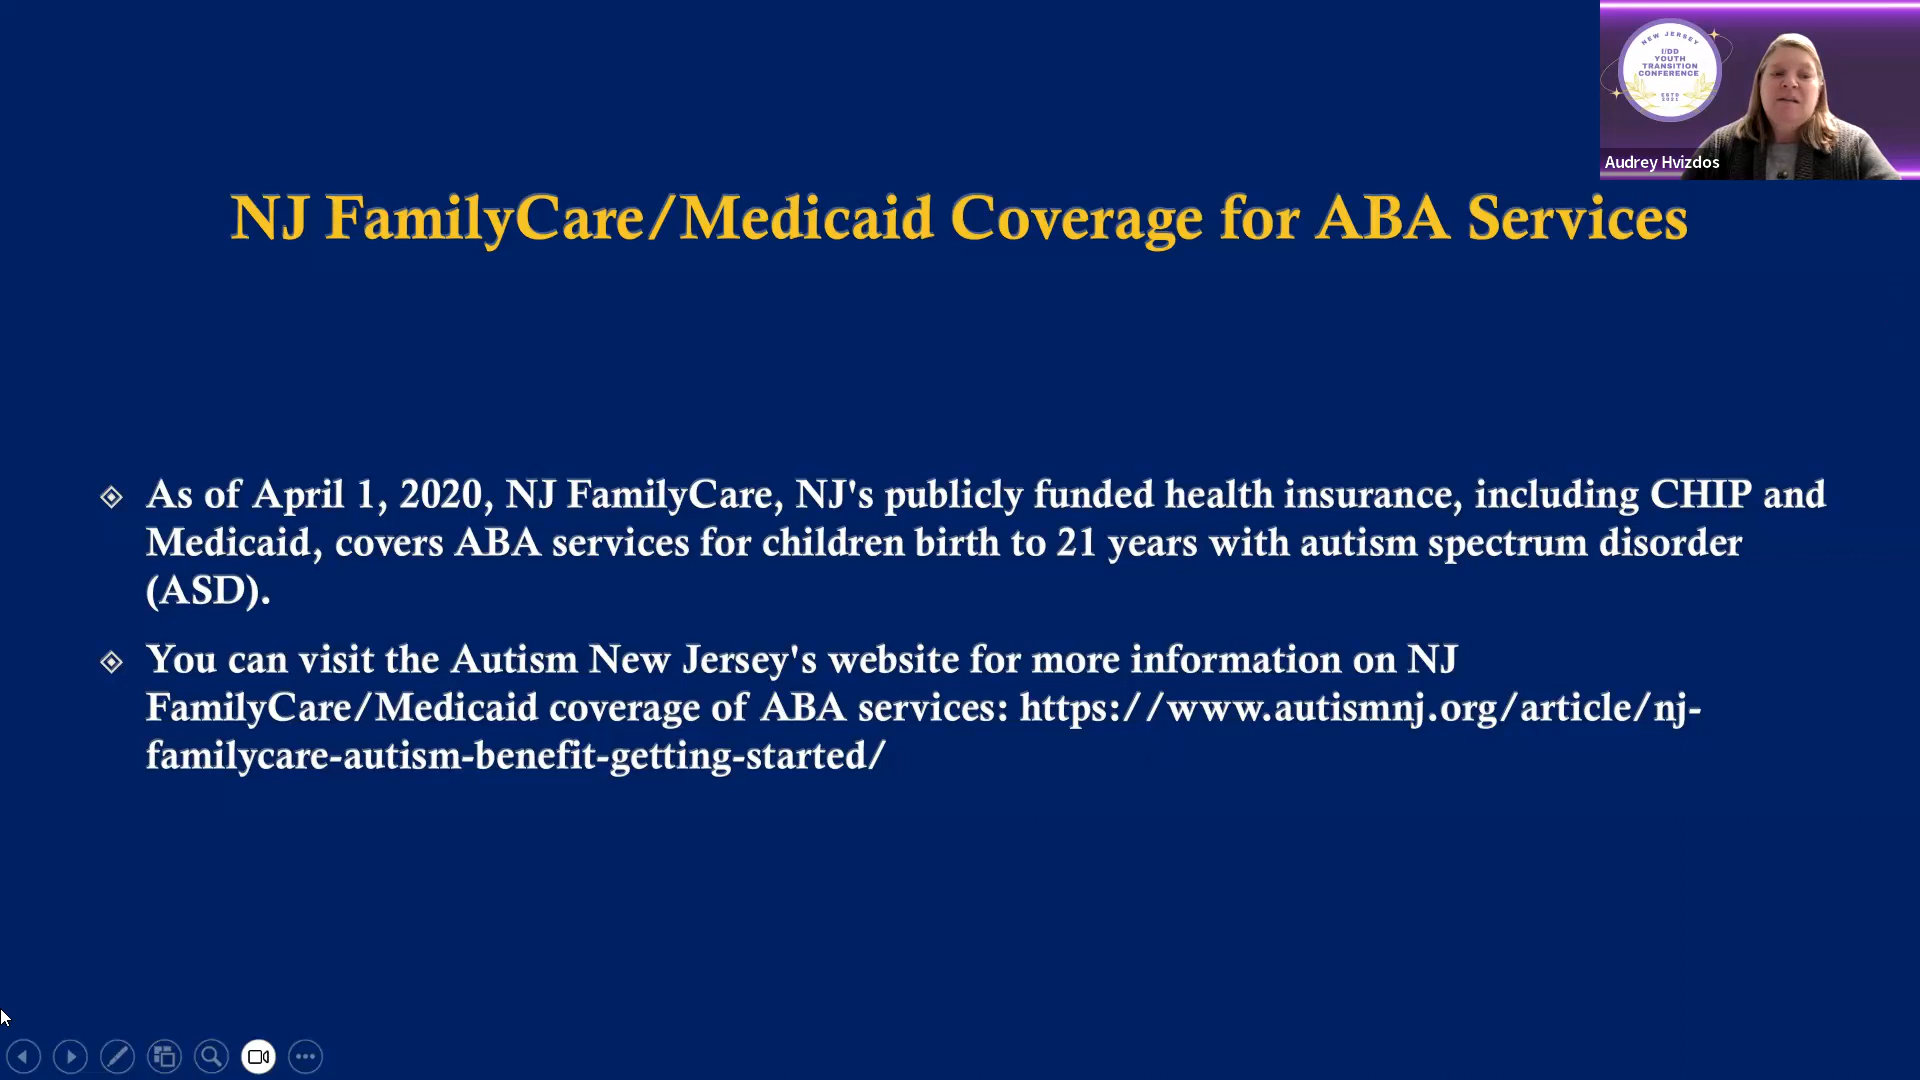 NEW JERSEY
I/DD
YOUTH
TRANSITION
CONFERENCE
ESTD
2021
Audrey Hvizdos
NJ FamilyCare/Medicaid Coverage for ABA Services
As of April 1, 2020, NJ FamilyCare, NJ's publicly funded health insurance, including CHIP and
Medicaid, covers ABA services for children birth to 21 years with autism spectrum disorder
(ASD).
You can visit the Autism New Jersey's website for more information on NJ
FamilyCare/Medicaid coverage of ABA services: https://www.autismnj.org/article/nj-
familycare-autism-benefit-getting-started/